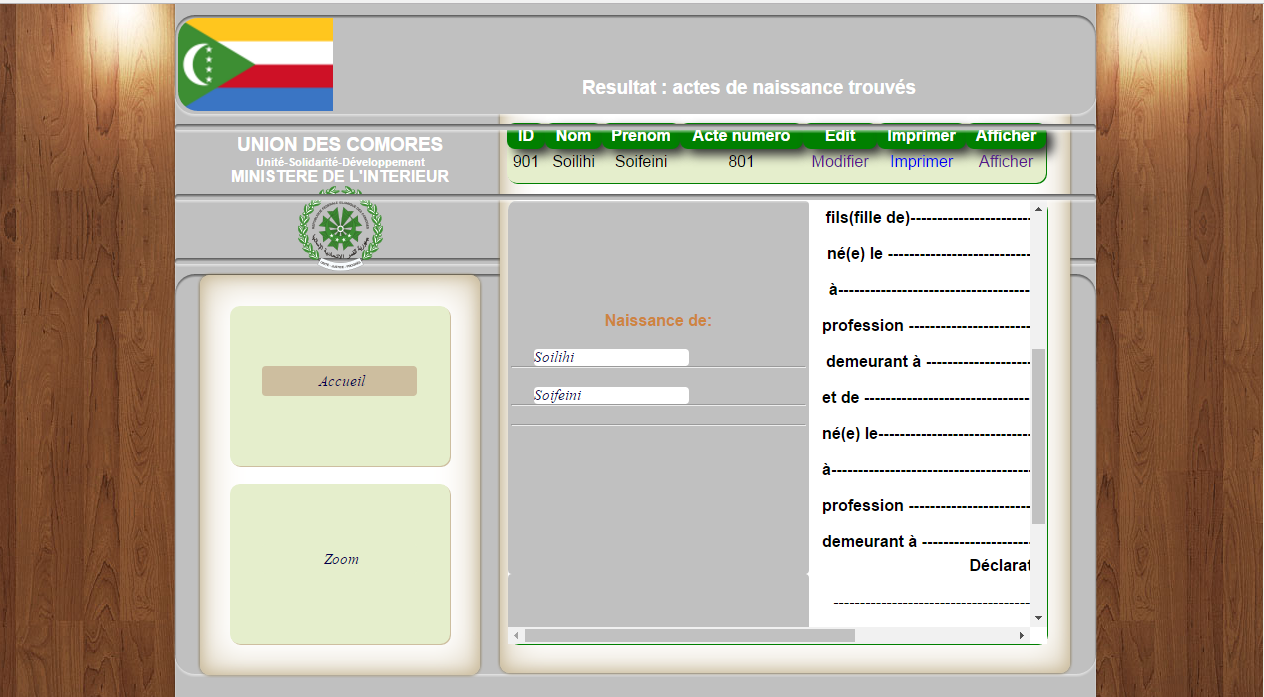 Resultat : actes de naissance trouvés
UNION DES COMORES
Unité-Solidarité-Développement
MINISTERE DE L'INTERIEUR
ID Nom Prenom Acte numero Edit Imprimer Afficher
901 Soilihi Soifeini 801 Modifier Imprimer Afficher
Accueil
Zoom
Naissance de:
Soilihi
Soifeini
fils(fille de)-----------------------
né(e) le ---------------------------
à------------------------------------
profession -----------------------
demeurant à --------------------
et de -------------------------------
né(e) le-----------------------------
à--------------------------------------
profession -----------------------
demeurant à ---------------------
Déclarat
-------------------------------------